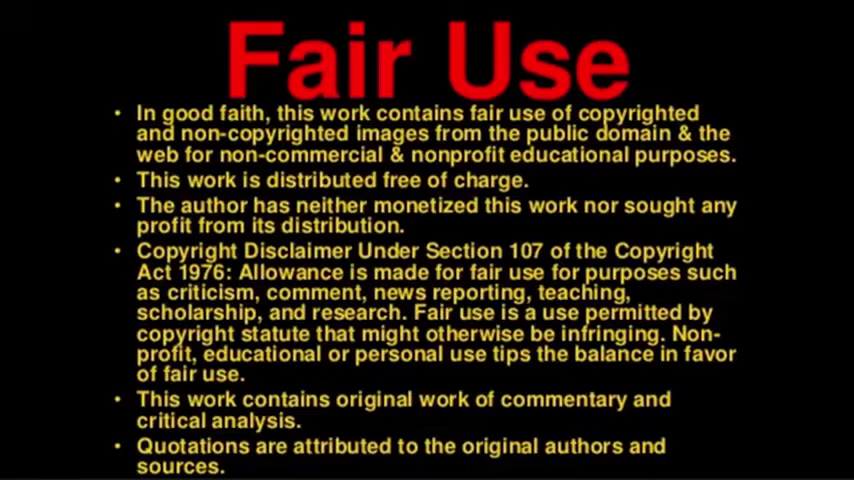 Fair Use
• In good faith, this work contains fair use of copyrighted
and non-copyrighted images from the public domain & the
web for non-commercial & nonprofit educational purposes.
• This work is distributed free of charge.
• The author has neither monetized this work nor sought any
profit from its distribution.
• Copyright Disclaimer Under Section 107 of the Copyright
Act 1976: Allowance is made for fair use for purposes such
as criticism, comment, news reporting, teaching,
scholarship, and research. Fair use is a use permitted by
copyright statute that might otherwise be infringing. Non-
profit, educational or personal use tips the balance in favor
of fair use.
• This work contains original work of commentary and
critical analysis.
• Quotations are attributed to the original authors and
sources.